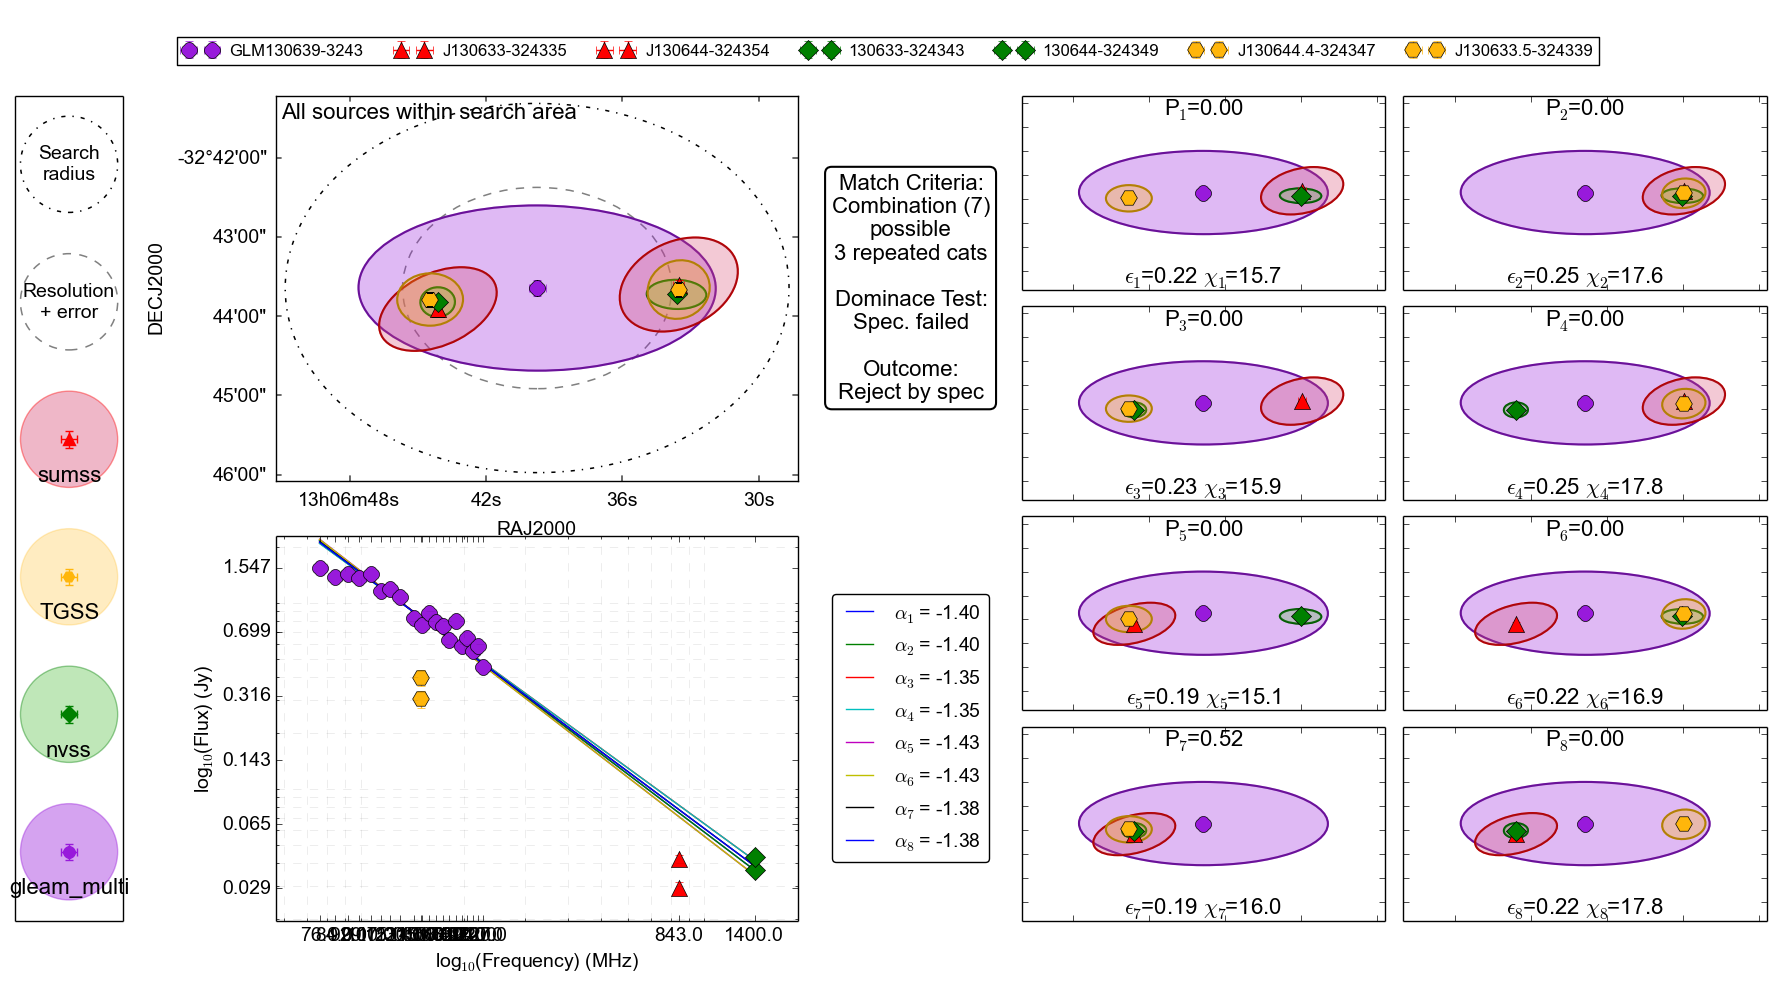 GLM130639-3243 J130633-324335 J130644-324354 130633-324343 130644-324349 J130644.4-324347 J130633.5-324339
Search
radius
Resolution
+ error
sumss
TGSS
nvss
gleam_multi
All sources within search area
DECJ2000
-32°42'00"
43'00"
44'00"
45'00"
46'00"
13h06m48s 42s 36s 30s
RAJ2000
Match Criteria:
Combination (7)
possible
3 repeated cats
Dominace Test:
Spec. failed
Outcome:
Reject by spec
log₁₀(Flux) (Jy)
1.547
0.699
0.316
0.143
0.065
0.029
843.0 1400.0
log₁₀(Frequency) (MHz)
α₁ = -1.40
α₂ = -1.40
α₃ = -1.35
α₄ = -1.35
α₅ = -1.43
α₆ = -1.43
α₇ = -1.38
α₈ = -1.38
P₁=0.00
ϵ₁=0.22 χ₁=15.7
P₂=0.00
ϵ₂=0.25 χ₂=17.6
P₃=0.00
ϵ₃=0.23 χ₃=15.9
P₄=0.00
ϵ₄=0.25 χ₄=17.8
P₅=0.00
ϵ₅=0.19 χ₅=15.1
P₆=0.00
ϵ₆=0.22 χ₆=16.9
P₇=0.52
ϵ₇=0.19 χ₇=16.0
P₈=0.00
ϵ₈=0.22 χ₈=17.8